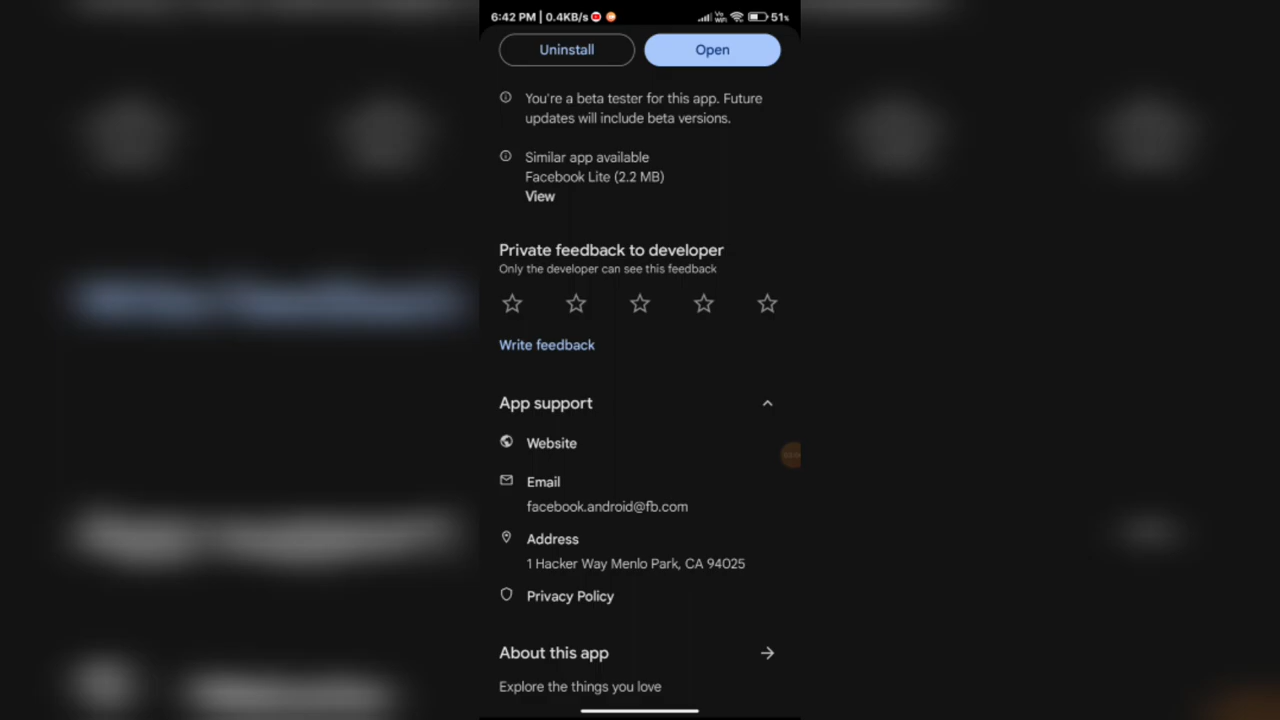 6:42 PM | 0.4KB/s 51%
Uninstall
Open
You're a beta tester for this app. Future
updates will include beta versions.
Similar app available
Facebook Lite (2.2 MB)
View
Private feedback to developer
Only the developer can see this feedback
Write feedback
App support
Website
Email
facebook.android@fb.com
Address
1 Hacker Way Menlo Park, CA 94025
Privacy Policy
About this app
Explore the things you love